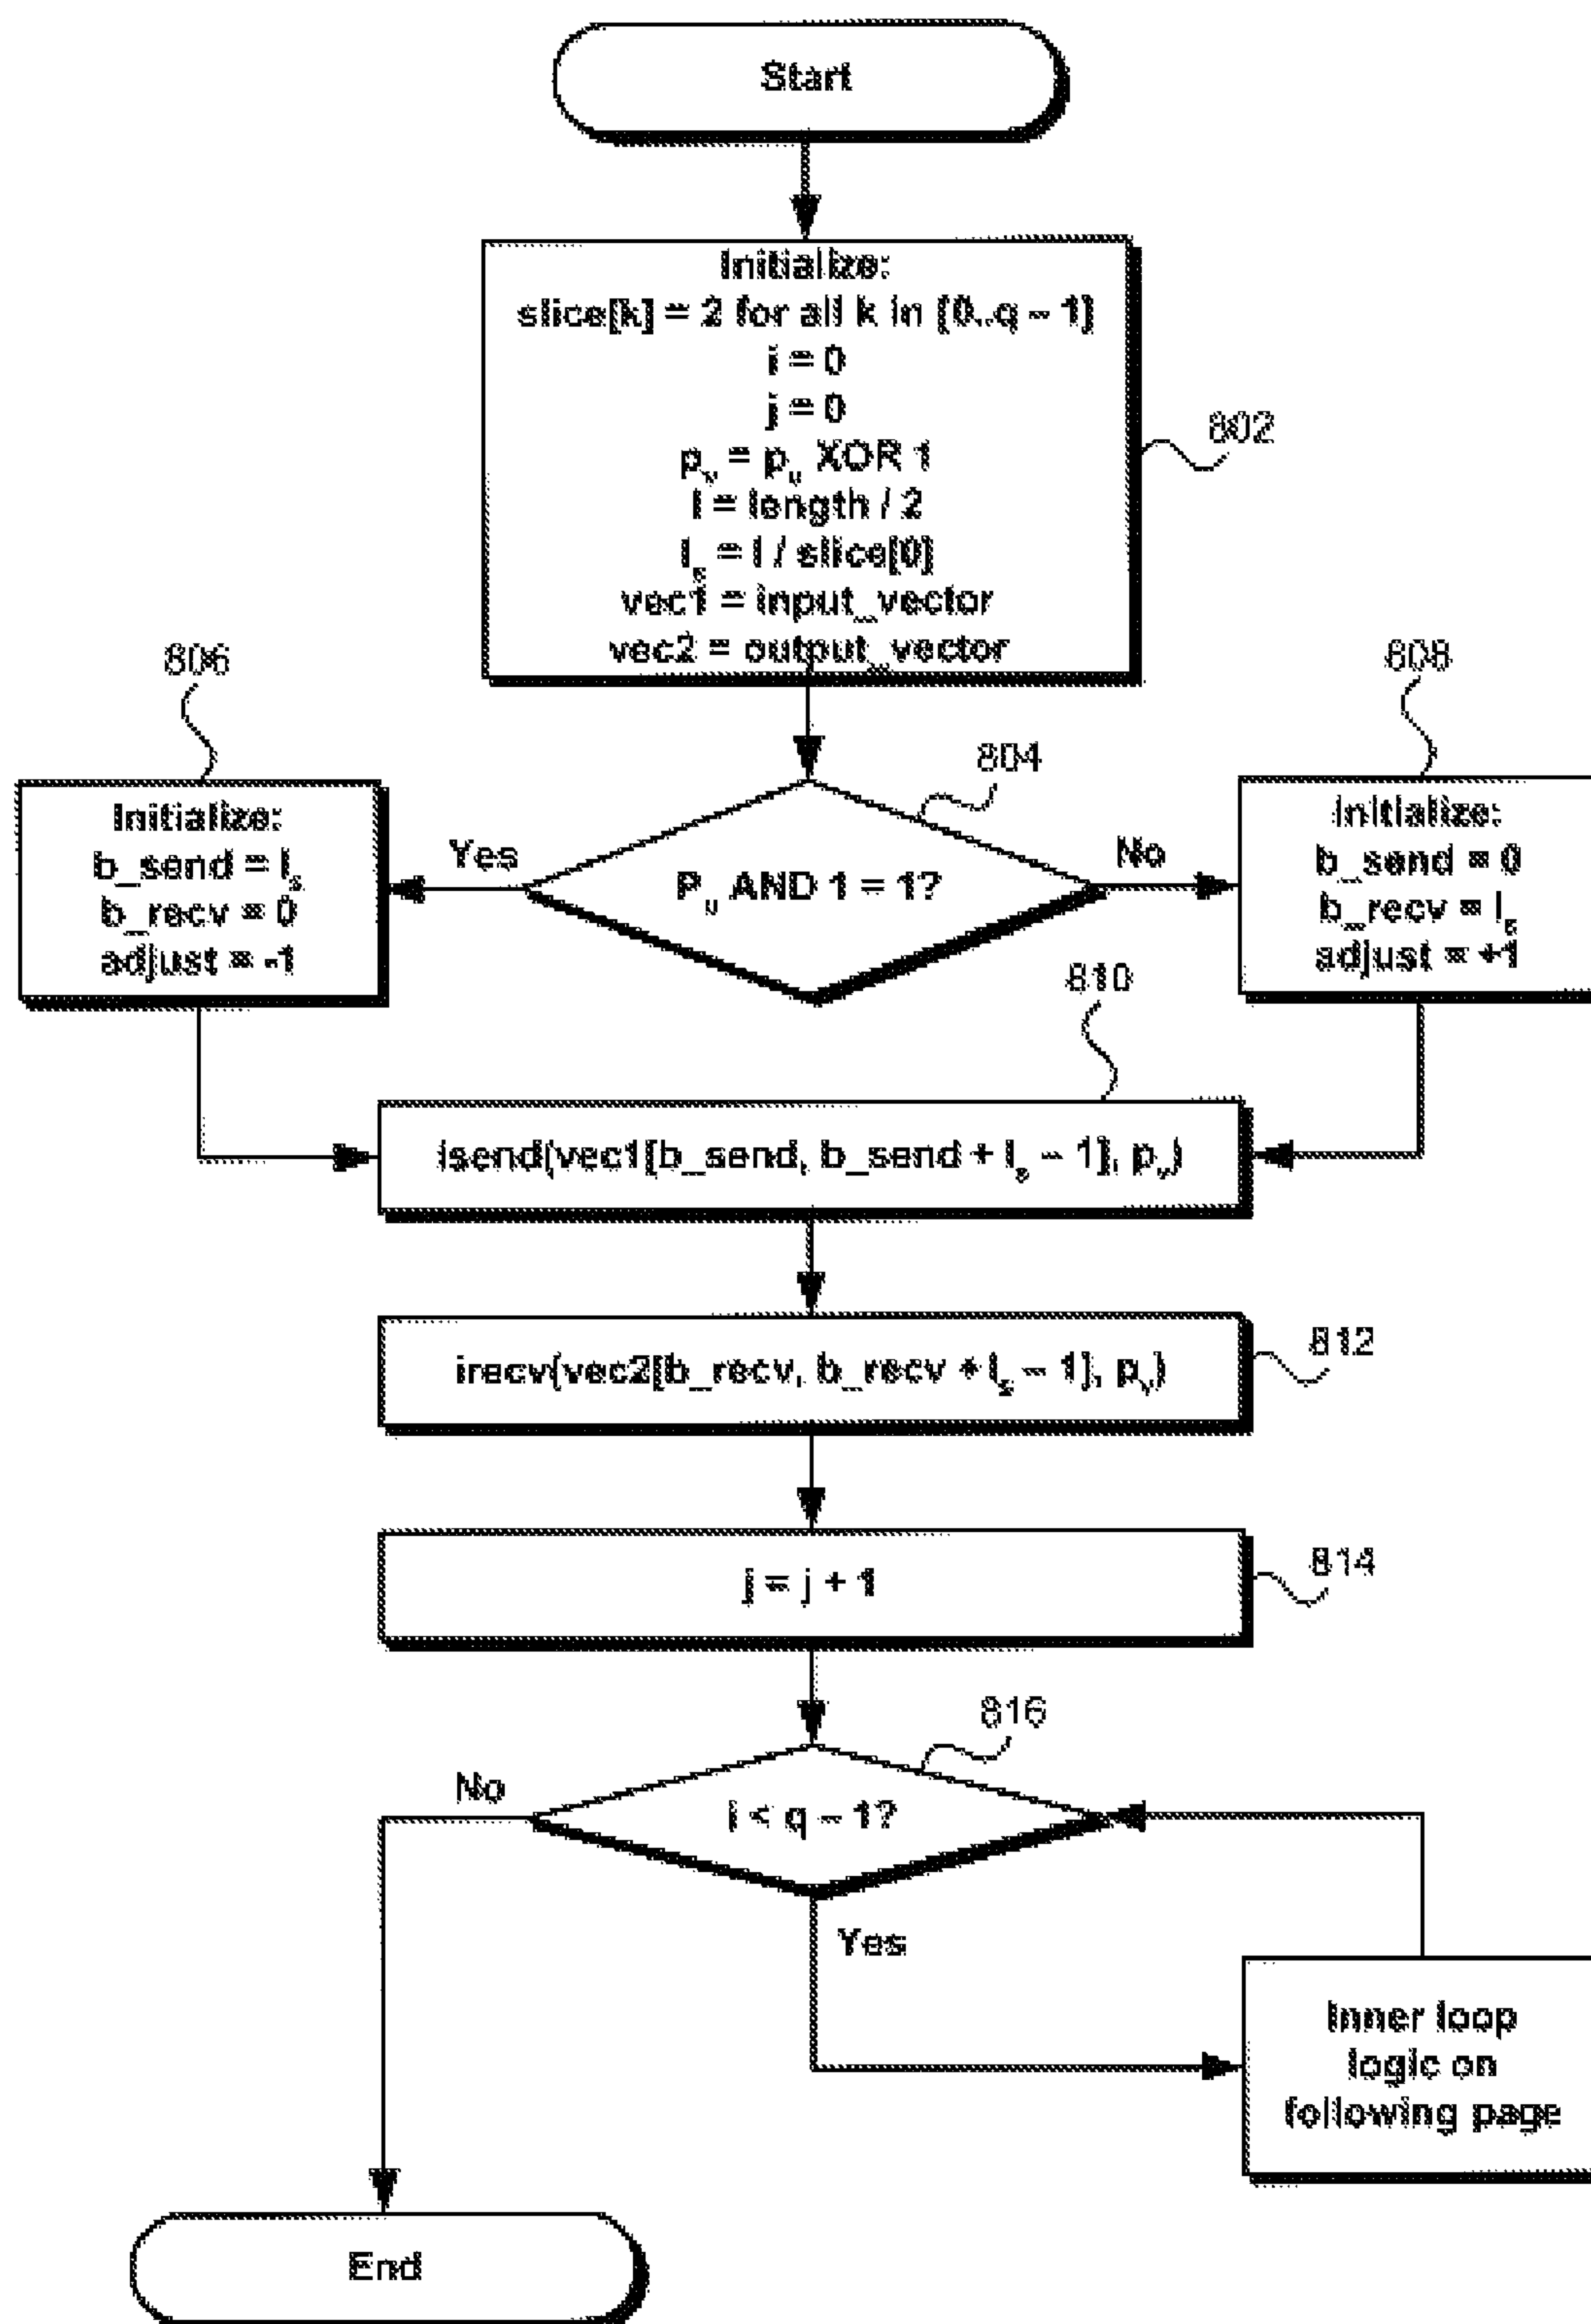 Start
Initialize:
slice[k] = 2 for all k in [0..q – 1]
i = 0
j = 0
pᵥ = pᵤ XOR 1
l = length / 2
lₛ = l / slice[0]
vec1 = input_vector
vec2 = output_vector
802
806
Initialize:
b_send = lₛ
b_recv = 0
adjust = -1
Yes
804
Pᵤ AND 1 = 1?
No
808
Initialize:
b_send = 0
b_recv = lₛ
adjust = +1
810
isend(vec1[b_send, b_send + lₛ – 1], pᵥ)
irecv(vec2[b_recv, b_recv + lₛ – 1], pᵥ)
812
j = j + 1
814
816
No
i < q – 1?
Yes
Inner loop
logic on
following page
End